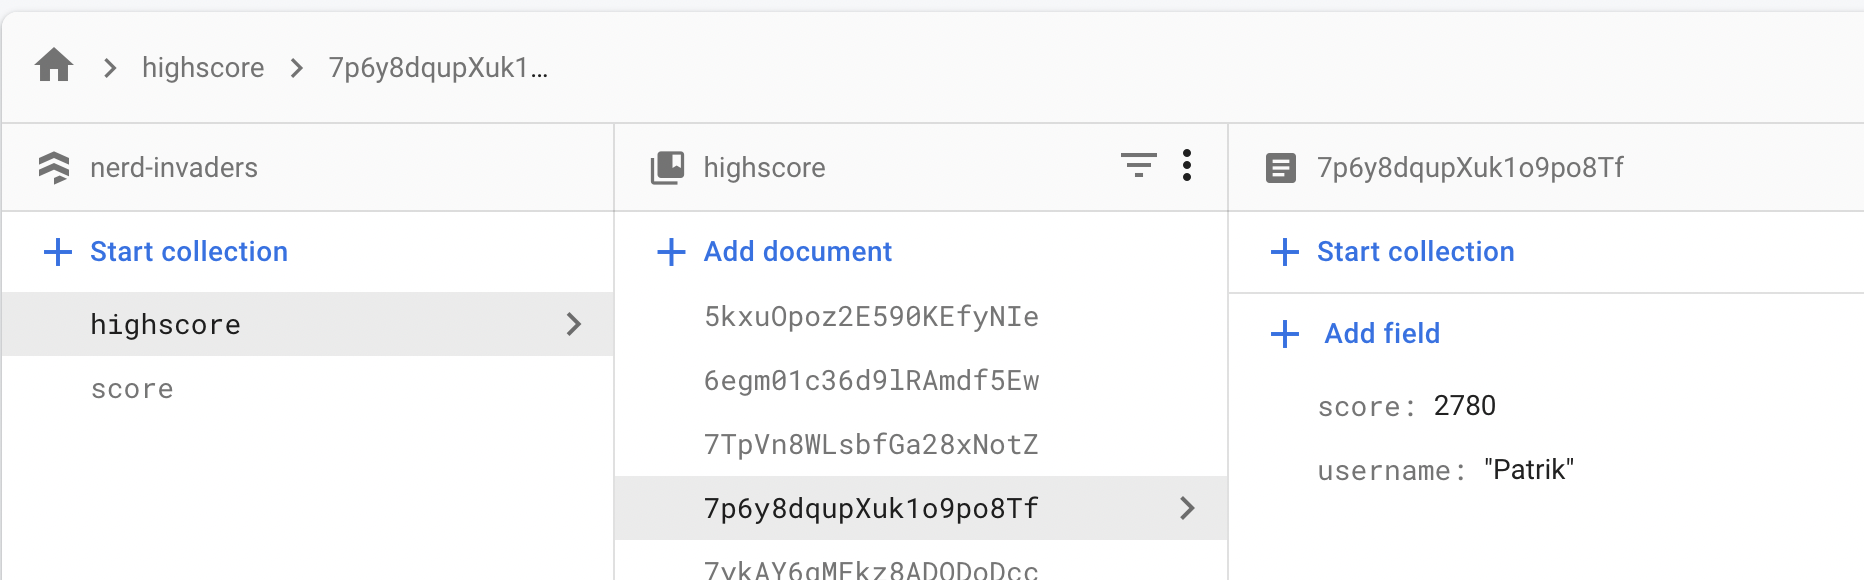 highscore
7p6y8dqupXuk1...
nerd-invaders
Start collection
highscore
score
highscore
Add document
5kxuOpoz2E590KEfyNIe
6egm01c36d9lRAmdf5Ew
7TpVn8WLsbfGa28xNotZ
7p6y8dqupXuk1o9po8Tf
7p6y8dqupXuk1o9po8Tf
Start collection
Add field
score: 2780
username: "Patrik"